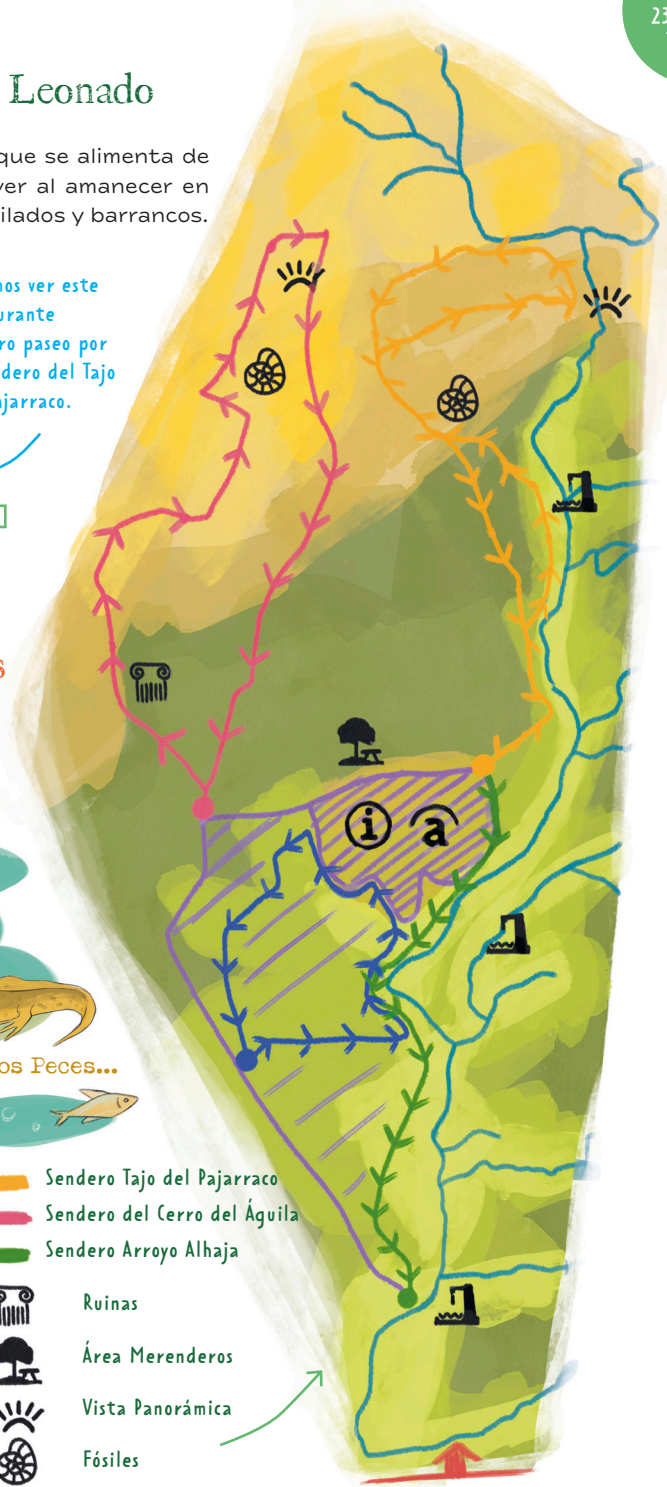 23
Leonado
que se alimenta de
ver al amanecer en
ilados y barrancos.
nos ver este
urante
ro paseo por
dero del Tajo
ajarraco.
s
i a
os Peces...
Sendero Tajo del Pajarraco
Sendero del Cerro del Águila
Sendero Arroyo Alhaja
Ruinas
Área Merenderos
Vista Panorámica
Fósiles